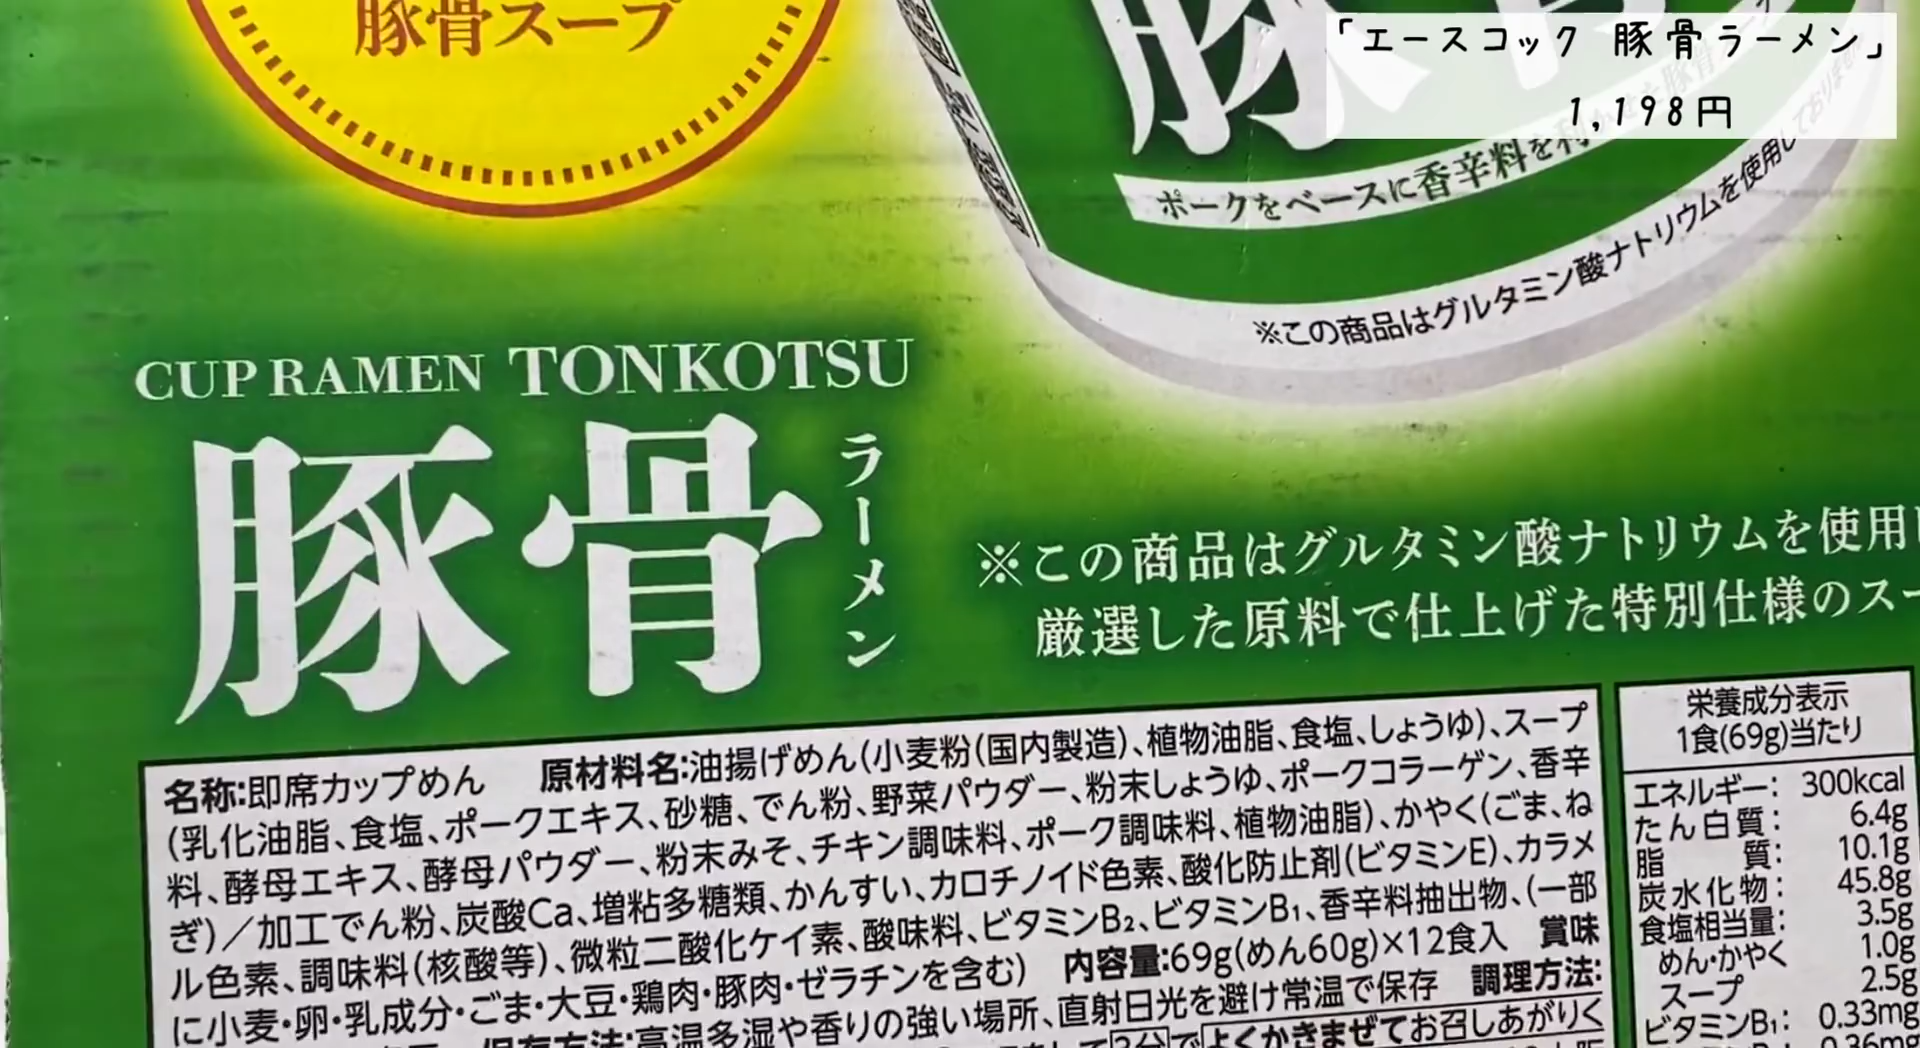 豚骨スープ
「エースコック 豚骨ラーメン」
1,198円
豚
ポークをベースに香辛料を利
※この商品はグルタミン酸ナトリウムを使用しておりません
CUP RAMEN TONKOTSU
豚骨
ラーメン
※この商品はグルタミン酸ナトリウムを使用
厳選した原料で仕上げた特別仕様のスー
名称:即席カップめん 原材料名:油揚げめん(小麦粉(国内製造)、植物油脂、食塩、しょうゆ)、スープ
(乳化油脂、食塩、ポークエキス、砂糖、でん粉、野菜パウダー、粉末しょうゆ、ポークコラーゲン、香辛
料、酵母エキス、酵母パウダー、粉末みそ、チキン調味料、ポーク調味料、植物油脂)、かやく(ごま、ね
ぎ)/加工でん粉、炭酸Ca、増粘多糖類、かんすい、カロチノイド色素、酸化防止剤(ビタミンE)、カラメ
ル色素、調味料(核酸等)、微粒二酸化ケイ素、酸味料、ビタミンB₂、ビタミンB₁、香辛料抽出物、(一部
に小麦・卵・乳成分・ごま・大豆・鶏肉・豚肉・ゼラチンを含む) 内容量:69g(めん60g)×12食入 賞味
保存方法:高温多湿や香りの強い場所、直射日光を避け常温で保存 調理方法:
3分でよくかきまぜてお召しあがりく
栄養成分表示
1食(69g)当たり
エネルギー: 300kcal
たん白質: 6.4g
脂質: 10.1g
炭水化物: 45.8g
食塩相当量: 3.5g
めん・かやく 1.0g
スープ 2.5g
ビタミンB₁: 0.33mg
0.36mg